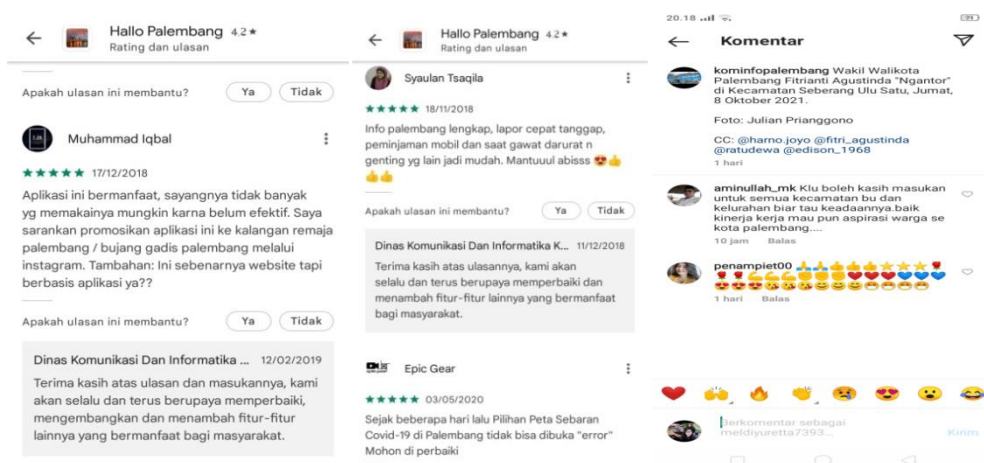 Hallo Palembang 4.2★
Rating dan ulasan
Apakah ulasan ini membantu? Ya Tidak
Muhammad Iqbal
★★★★★ 17/12/2018
Aplikasi ini bermanfaat, sayangnya tidak banyak
yg memakainya mungkin karna belum efektif. Saya
sarankan promosikan aplikasi ini ke kalangan remaja
palembang / bujang gadis palembang melalui
instagram. Tambahan: Ini sebenarnya website tapi
berbasis aplikasi ya??
Apakah ulasan ini membantu? Ya Tidak
Dinas Komunikasi Dan Informatika ... 12/02/2019
Terima kasih atas ulasan dan masukannya, kami
akan selalu dan terus berupaya memperbaiki,
mengembangkan dan menambah fitur-fitur
lainnya yang bermanfaat bagi masyarakat.
Hallo Palembang 4.2★
Rating dan ulasan
Syaulan Tsaqila
★★★★★ 18/11/2018
Info palembang lengkap, lapor cepat tanggap,
peminjaman mobil dan saat gawat darurat n
genting yg lain jadi mudah. Mantuuul abisss 😍👍
👍👍
Apakah ulasan ini membantu? Ya Tidak
Dinas Komunikasi Dan Informatika K... 11/12/2018
Terima kasih atas ulasannya, kami akan
selalu dan terus berupaya memperbaiki dan
menambah fitur-fitur lainnya yang bermanfaat
bagi masyarakat.
Epic Gear
★★★★★ 03/05/2020
Sejak beberapa hari lalu Pilihan Peta Sebaran
Covid-19 di Palembang tidak bisa dibuka "error"
Mohon di perbaiki
20.18
Komentar
kominfopalembang Wakil Walikota
Palembang Fitrianti Agustinda "Ngantor"
di Kecamatan Seberang Ulu Satu, Jumat,
8 Oktober 2021.
Foto: Julian Prianggono
CC: @harno.joyo @fitri_agustinda
@ratudewa @edison_1968
1 hari
aminullah_mk Klu boleh kasih masukan
untuk semua kecamatan bu dan
kelurahan biar tau keadaannya.baik
kinerja kerja mau pun aspirasi warga se
kota palembang....
10 jam Balas
penampiet00
1 hari Balas
Berkomentar sebagai
meldiyuretta7393... Kirim